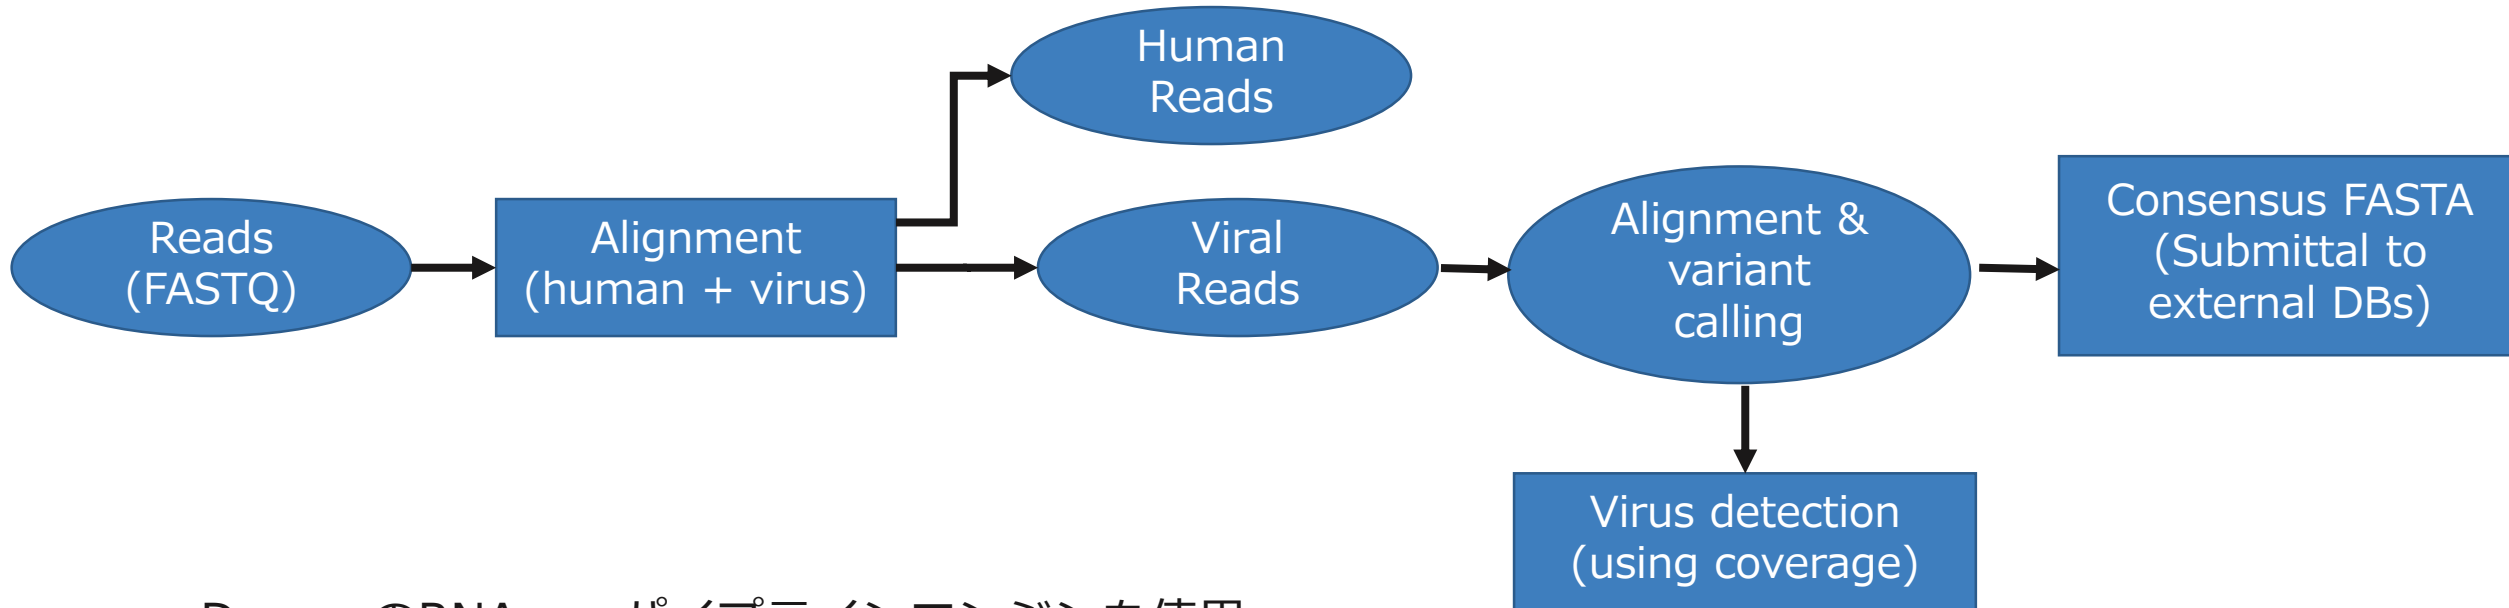 Human
Reads
Reads
(FASTQ)
Alignment
(human + virus)
Viral
Reads
Alignment &
variant
calling
Consensus FASTA
(Submittal to
external DBs)
Virus detection
(using coverage)